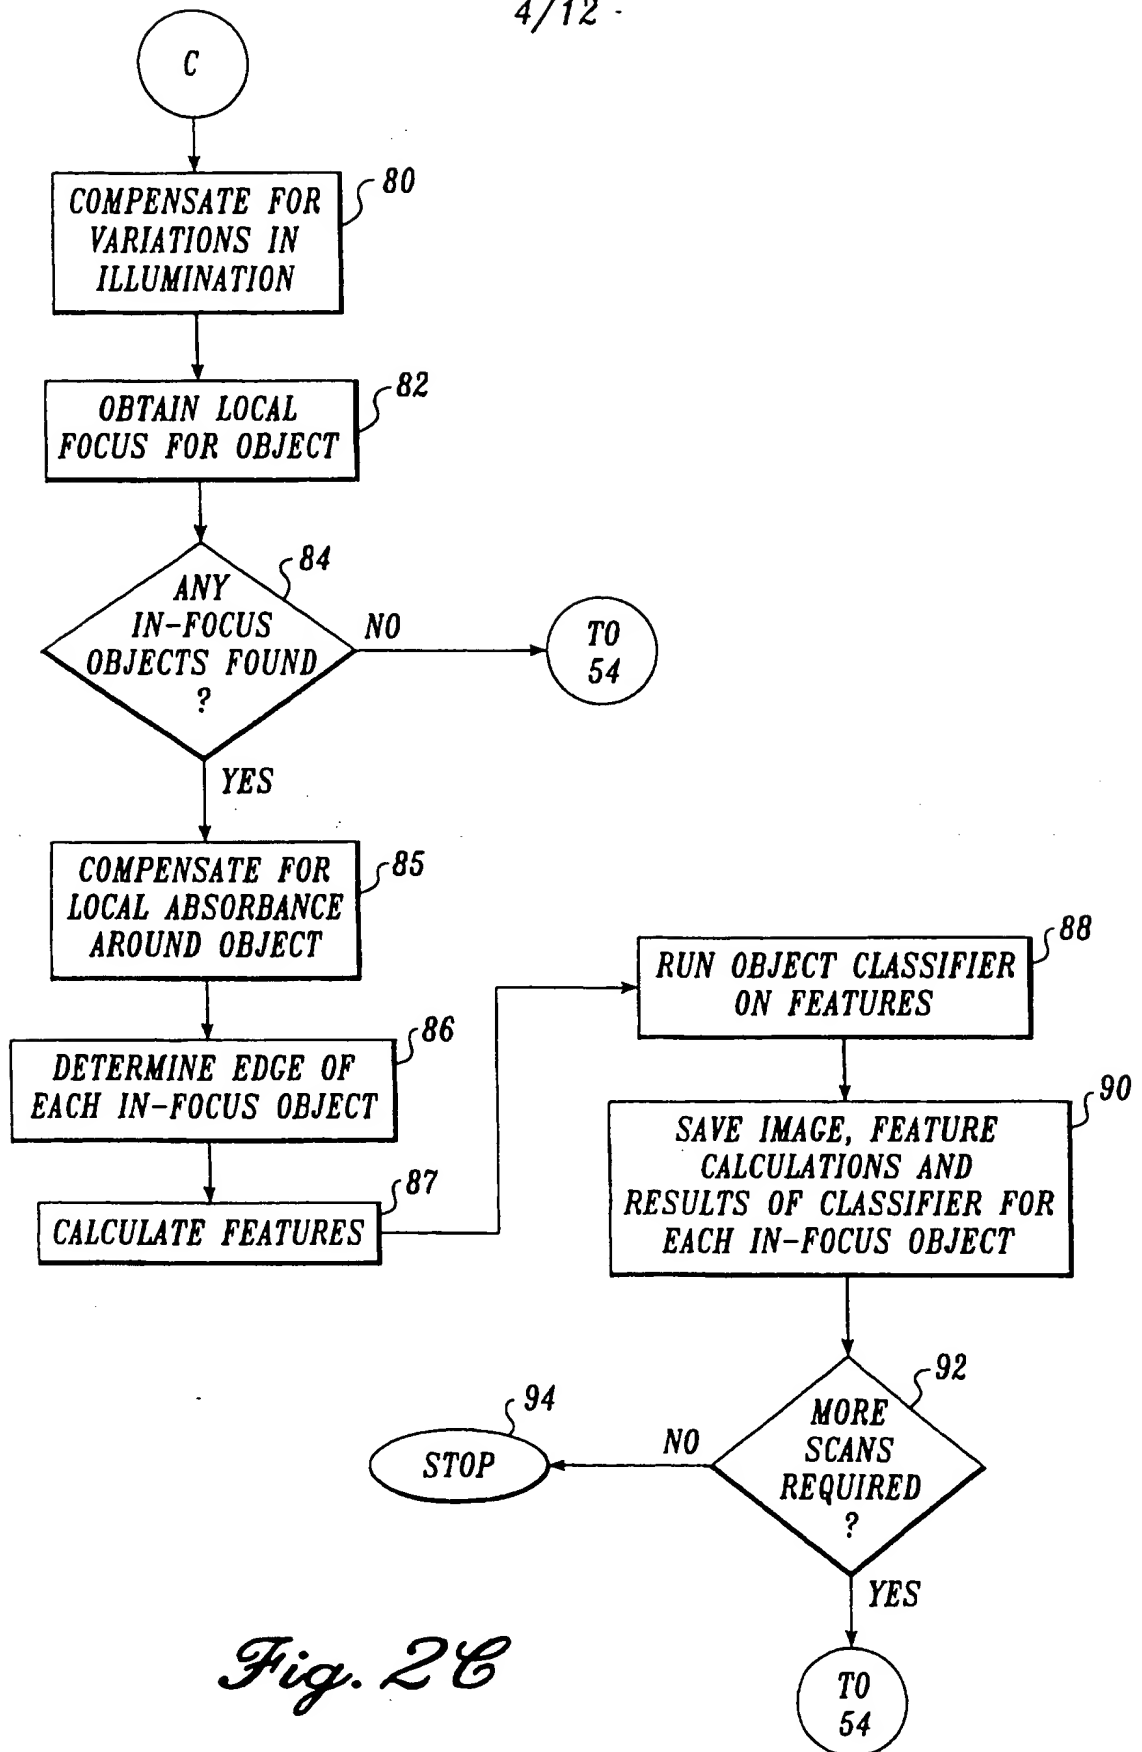 4/12
C
COMPENSATE FOR
VARIATIONS IN
ILLUMINATION
80
OBTAIN LOCAL
FOCUS FOR OBJECT
82
ANY
IN-FOCUS
OBJECTS FOUND
?
84
NO
TO
54
YES
COMPENSATE FOR
LOCAL ABSORBANCE
AROUND OBJECT
85
DETERMINE EDGE OF
EACH IN-FOCUS OBJECT
86
CALCULATE FEATURES
87
RUN OBJECT CLASSIFIER
ON FEATURES
88
SAVE IMAGE, FEATURE
CALCULATIONS AND
RESULTS OF CLASSIFIER FOR
EACH IN-FOCUS OBJECT
90
MORE
SCANS
REQUIRED
?
92
NO
STOP
94
YES
TO
54
Fig. 2C